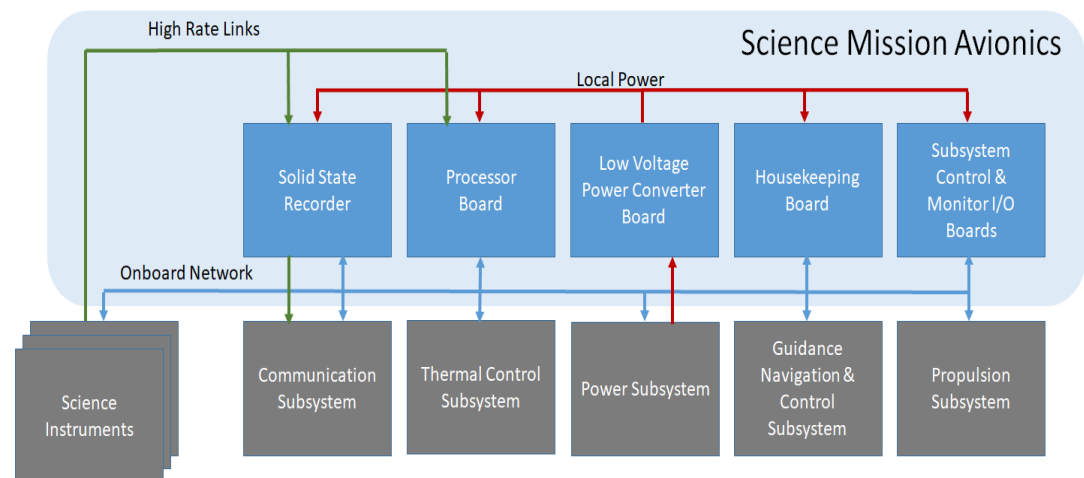 High Rate Links
Science Mission Avionics
Local Power
Solid State
Recorder
Processor
Board
Low Voltage
Power Converter
Board
Housekeeping
Board
Subsystem
Control &
Monitor I/O
Boards
Onboard Network
Science
Instruments
Communication
Subsystem
Thermal Control
Subsystem
Power Subsystem
Guidance
Navigation &
Control
Subsystem
Propulsion
Subsystem